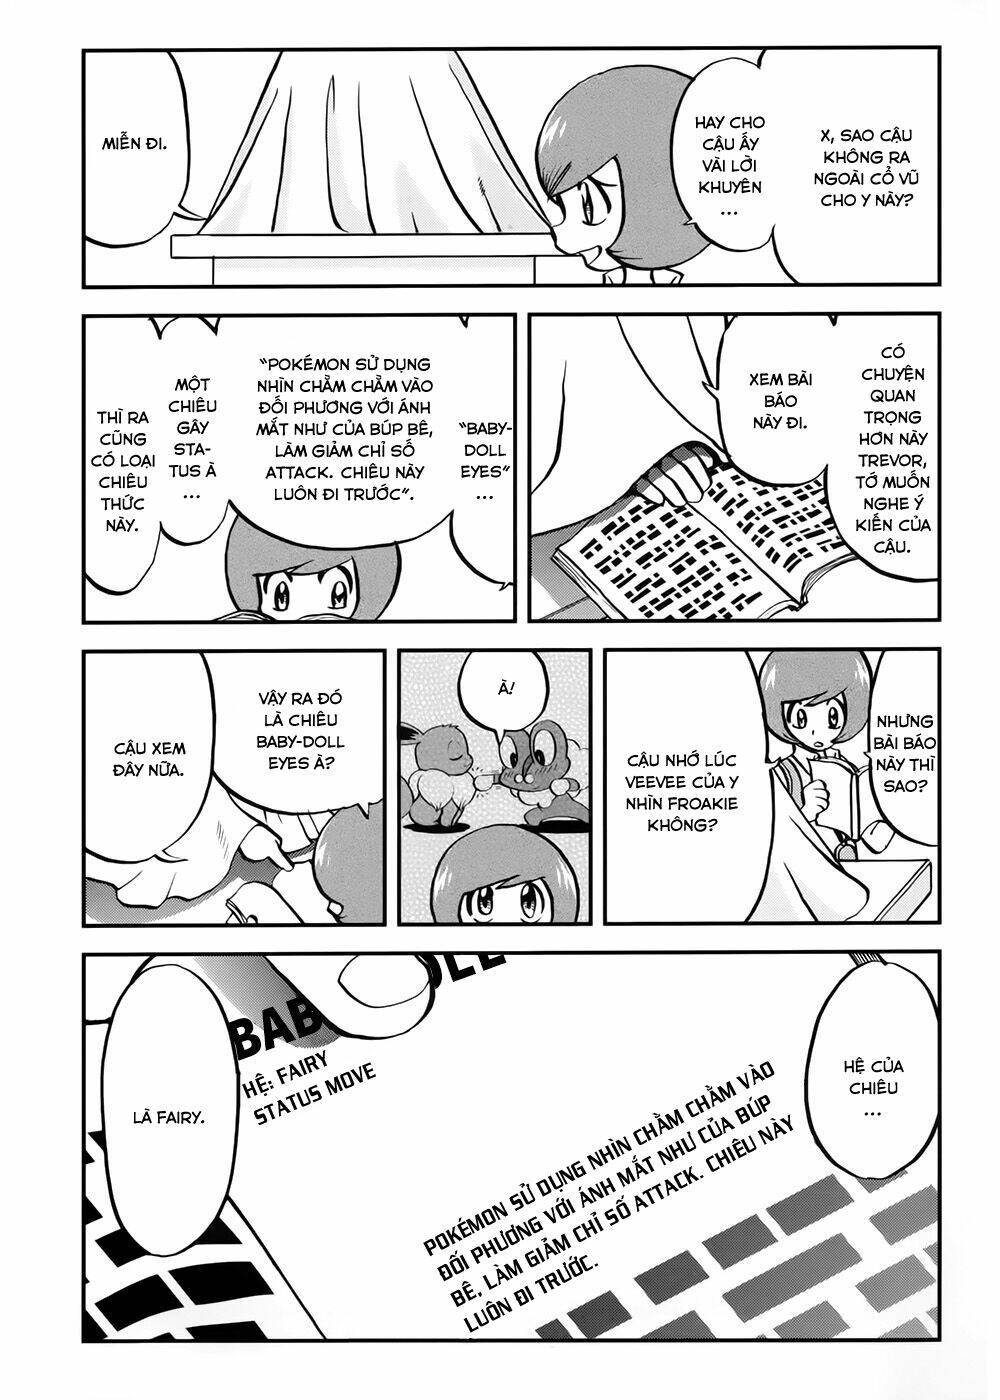 X, SAO CẬU
KHÔNG RA
NGOÀI CỔ VŨ
CHO Y NÀY?
HAY CHO
CẬU ẤY
VÀI LỜI
KHUYÊN
...
MIỄN ĐI.
CÓ
CHUYỆN
QUAN
TRỌNG
HƠN NÀY
TREVOR,
TỚ MUỐN
NGHE Ý
KIẾN CỦA
CẬU.
XEM BÀI
BÁO
NÀY ĐI.
“BABY-
DOLL
EYES”
...
“POKÉMON SỬ DỤNG
NHÌN CHẰM CHẰM VÀO
ĐỐI PHƯƠNG VỚI ÁNH
MẮT NHƯ CỦA BÚP BÊ,
LÀM GIẢM CHỈ SỐ
ATTACK. CHIÊU NÀY
LUÔN ĐI TRƯỚC”.
MỘT
CHIÊU
GÂY
STA-
TUS À
...
THÌ RA
CŨNG
CÓ LOẠI
CHIÊU
THỨC
NÀY.
NHƯNG
BÀI BÁO
NÀY THÌ
SAO?
CẬU NHỚ LÚC
VEEVEE CỦA Y
NHÌN FROAKIE
KHÔNG?
À!
VẬY RA ĐÓ
LÀ CHIÊU
BABY-DOLL
EYES À?
CẬU XEM
ĐÂY NỮA.
HỆ CỦA
CHIÊU
...
BAB
OLL
HỆ: FAIRY
STATUS MOVE
POKÉMON SỬ DỤNG NHÌN CHẰM CHẰM VÀO
ĐỐI PHƯƠNG VỚI ÁNH MẮT NHƯ CỦA BÚP
BÊ, LÀM GIẢM CHỈ SỐ ATTACK. CHIÊU NÀY
LUÔN ĐI TRƯỚC.
LÀ FAIRY.